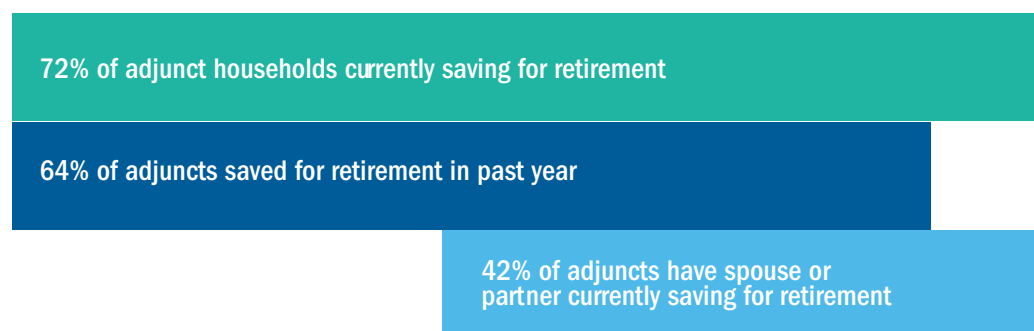 72% of adjunct households currently saving for retirement
64% of adjuncts saved for retirement in past year
42% of adjuncts have spouse or
partner currently saving for retirement